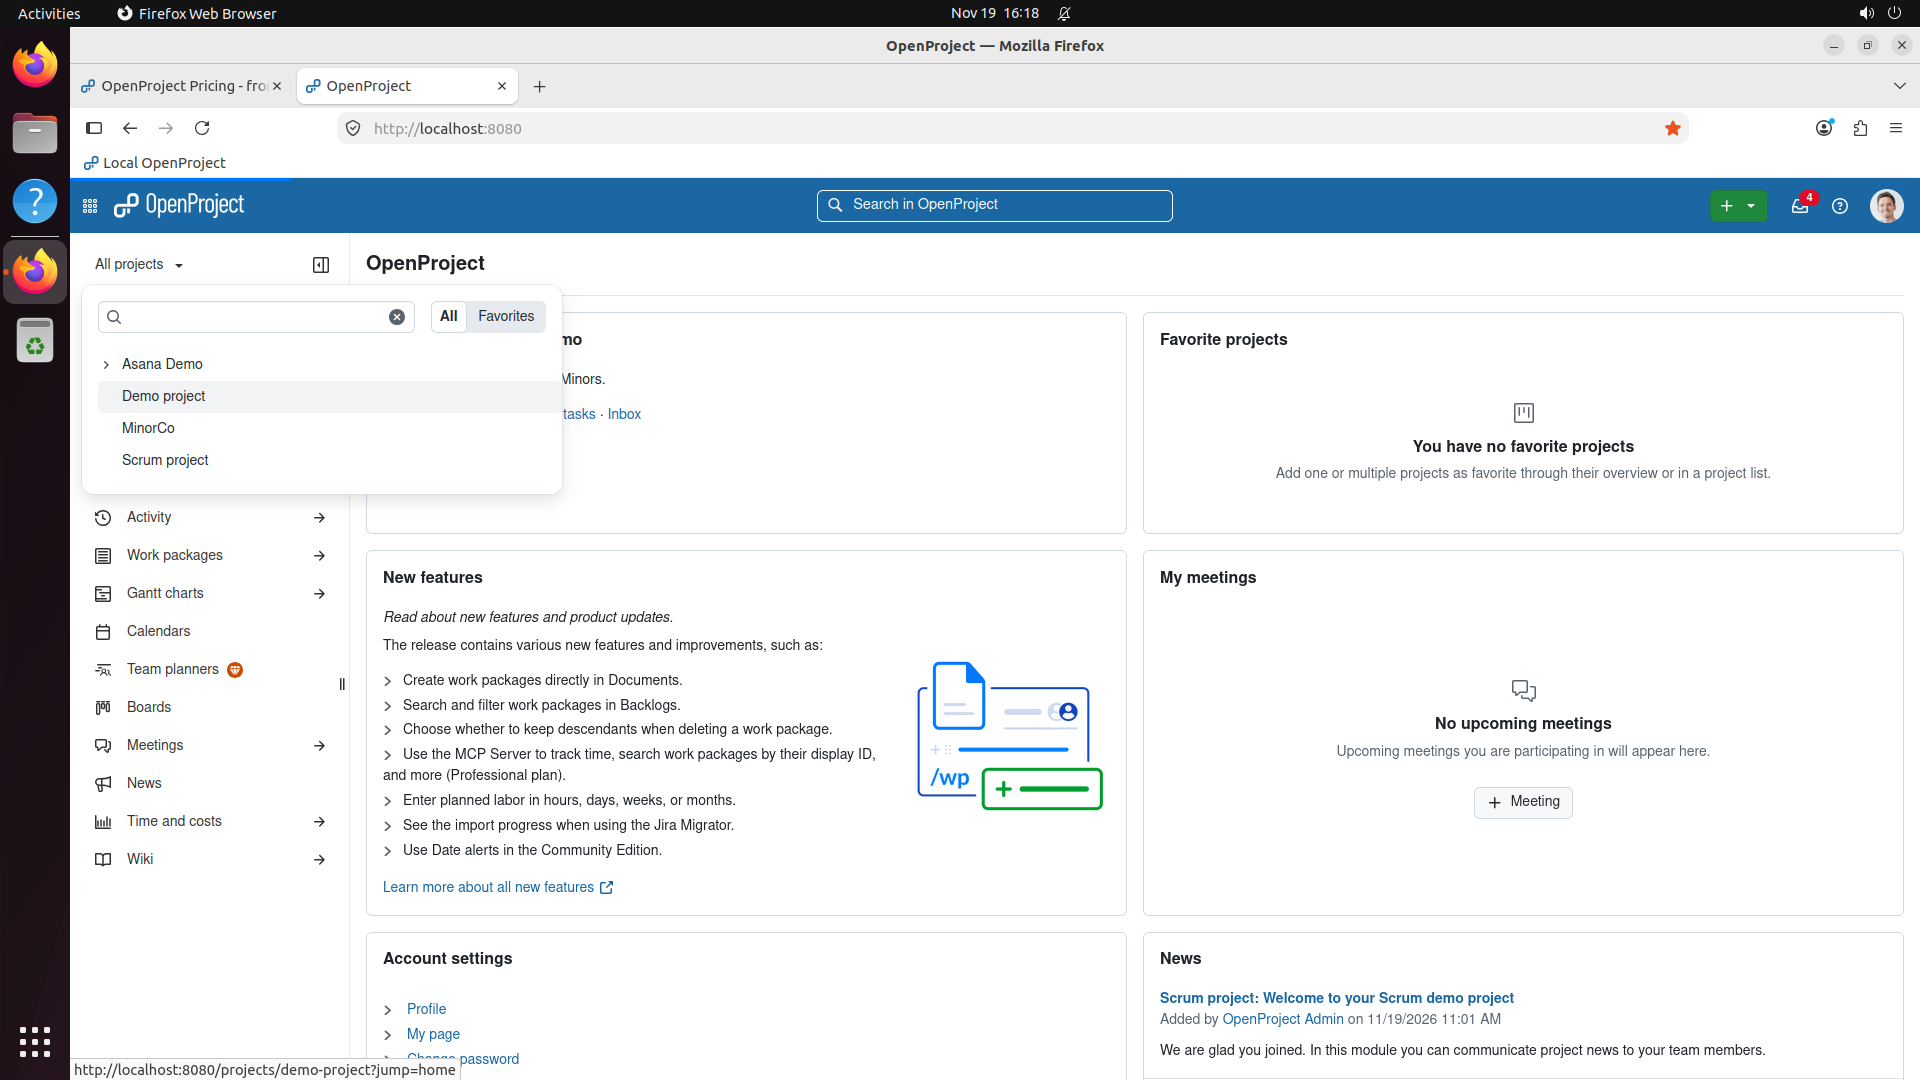 Activities
Firefox Web Browser
Nov 19 16:18
OpenProject — Mozilla Firefox
OpenProject Pricing - fro
OpenProject
http://localhost:8080
Local OpenProject
OpenProject
Search in OpenProject
4
All projects
OpenProject
All
Favorites
Asana Demo
Demo project
MinorCo
Scrum project
mo
Minors.
tasks · Inbox
Favorite projects
You have no favorite projects
Add one or multiple projects as favorite through their overview or in a project list.
Activity
Work packages
Gantt charts
Calendars
Team planners
Boards
Meetings
News
Time and costs
Wiki
New features
Read about new features and product updates.
The release contains various new features and improvements, such as:
Create work packages directly in Documents.
Search and filter work packages in Backlogs.
Choose whether to keep descendants when deleting a work package.
Use the MCP Server to track time, search work packages by their display ID,
and more (Professional plan).
Enter planned labor in hours, days, weeks, or months.
See the import progress when using the Jira Migrator.
Use Date alerts in the Community Edition.
Learn more about all new features
/wp
My meetings
No upcoming meetings
Upcoming meetings you are participating in will appear here.
Meeting
Account settings
Profile
My page
Change password
News
Scrum project: Welcome to your Scrum demo project
Added by OpenProject Admin on 11/19/2026 11:01 AM
We are glad you joined. In this module you can communicate project news to your team members.
http://localhost:8080/projects/demo-project?jump=home